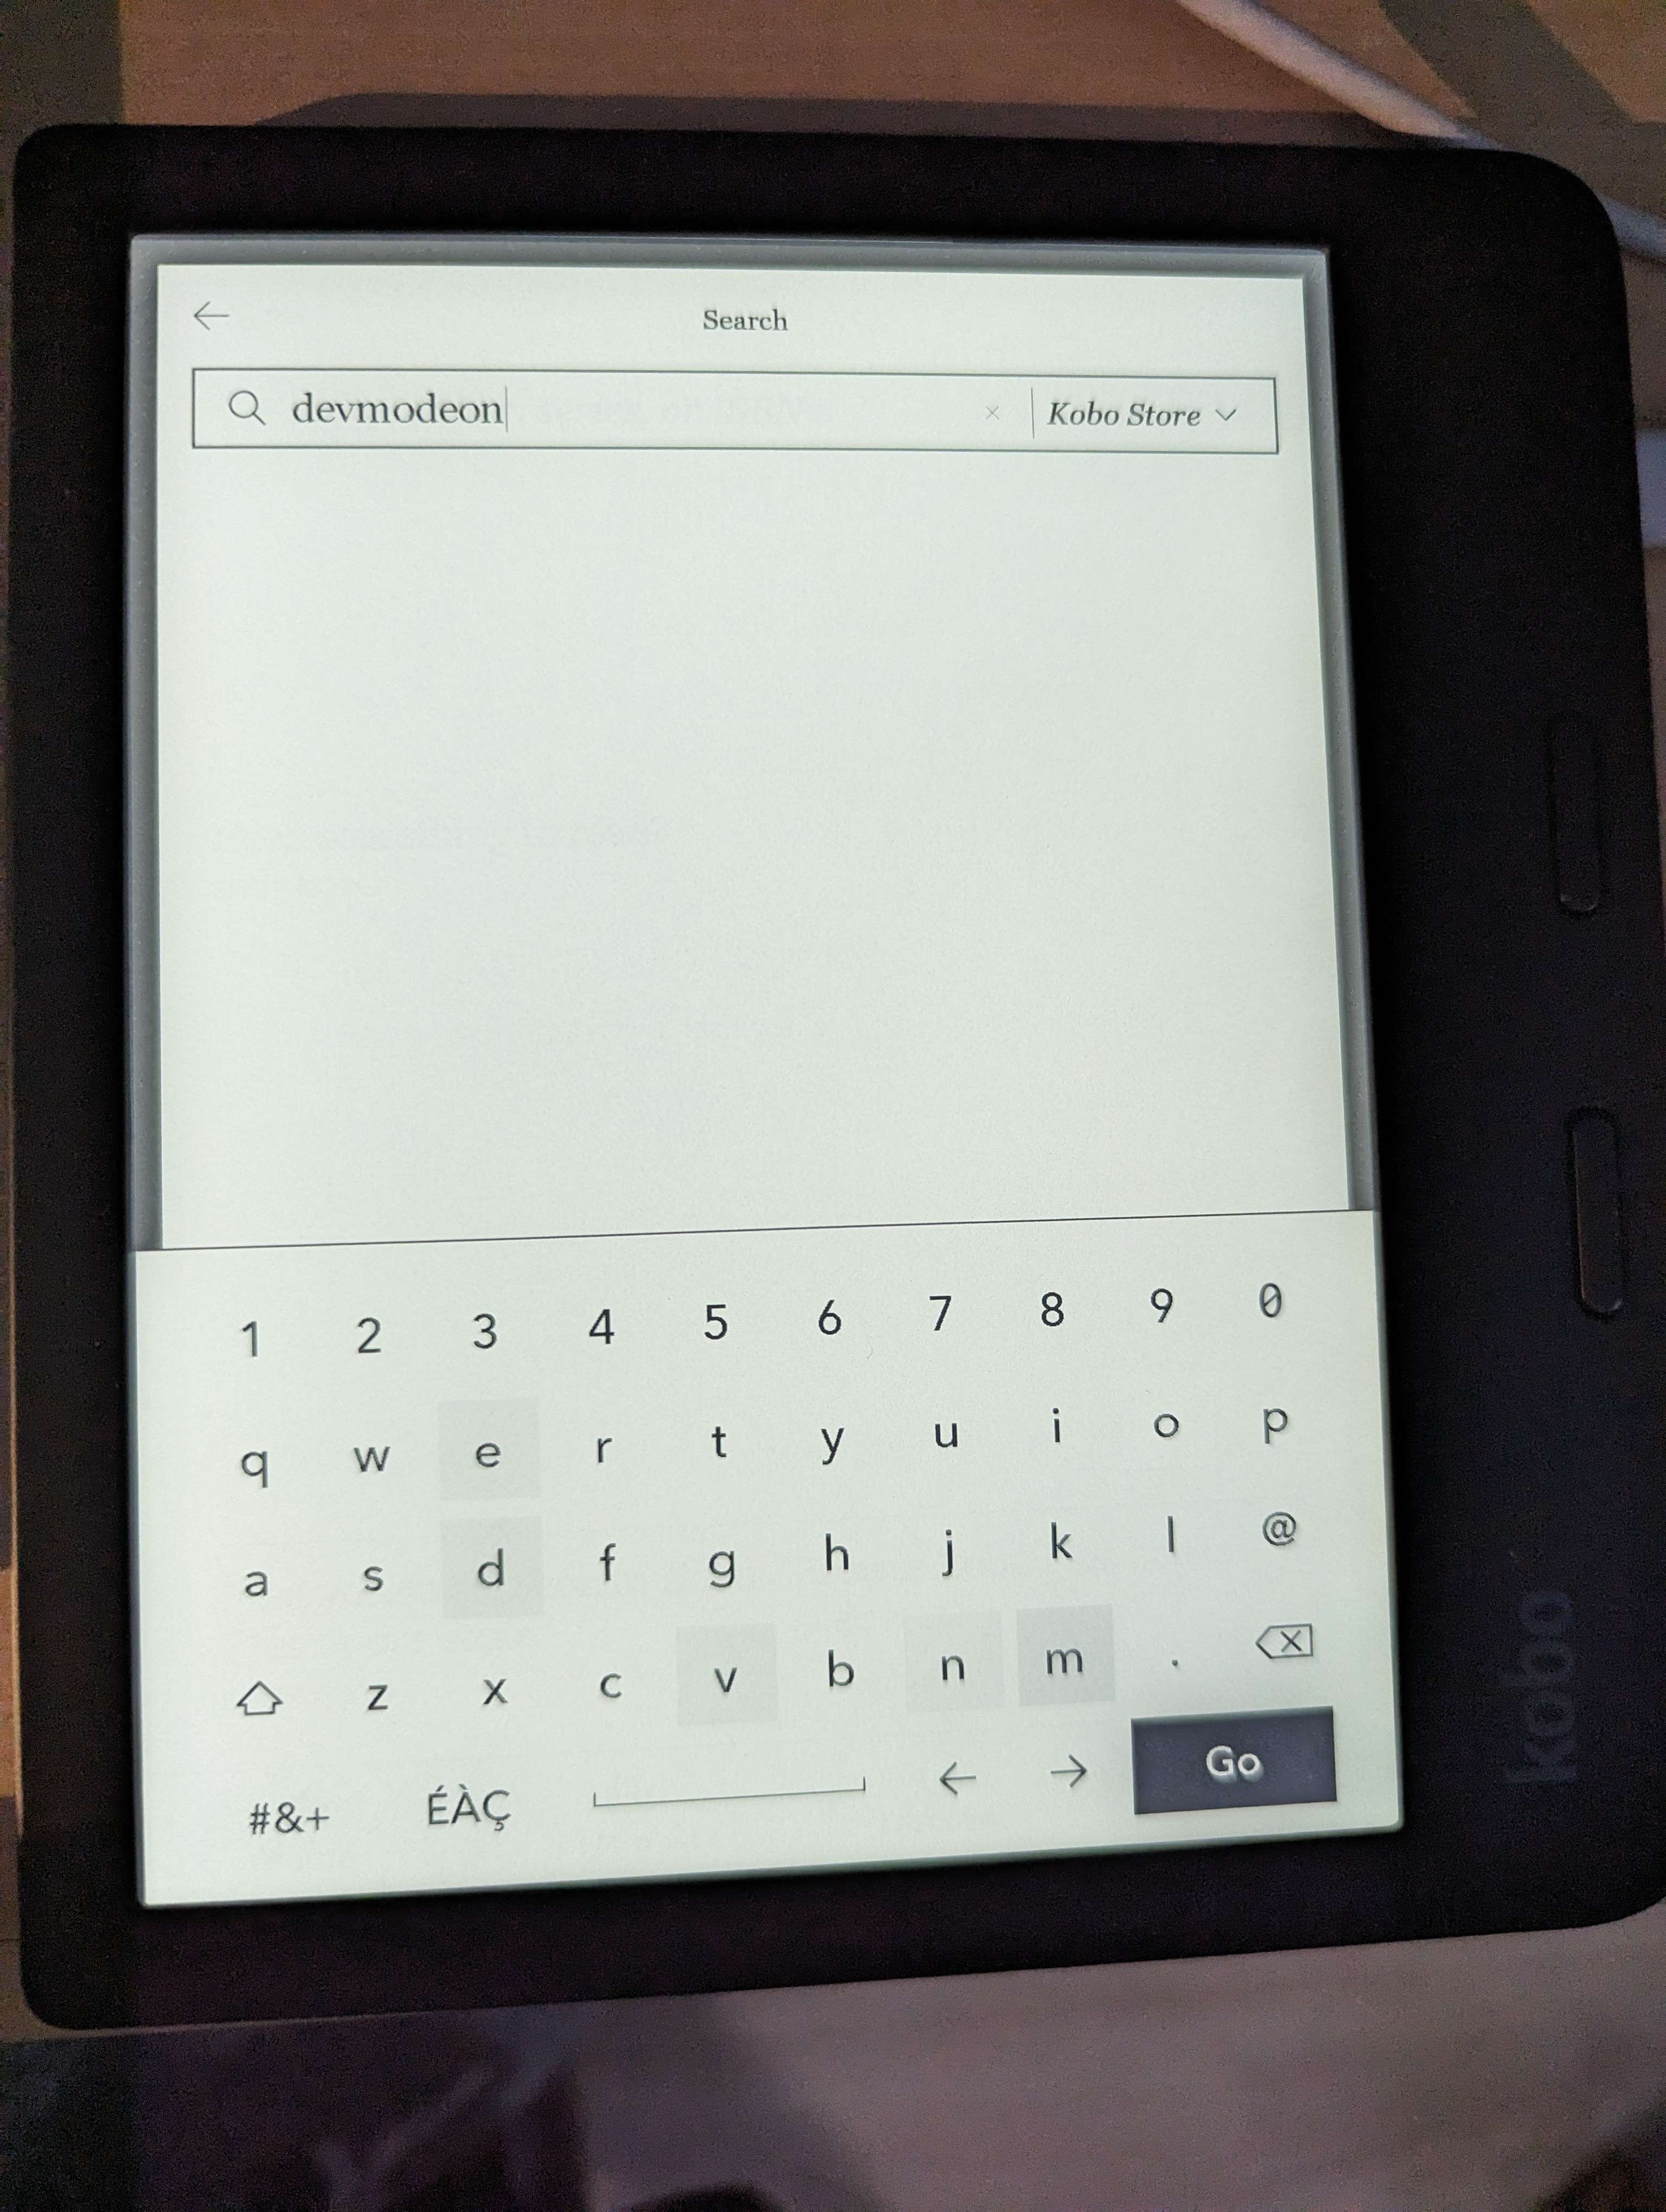 Search
devmodeon Kobo Store
1 2 3 4 5 6 7 8 9 0
q w e r t y u i o p
a s d f g h j k l @
z x c v b n m .
#&+ ÉÀÇ Go
kobo